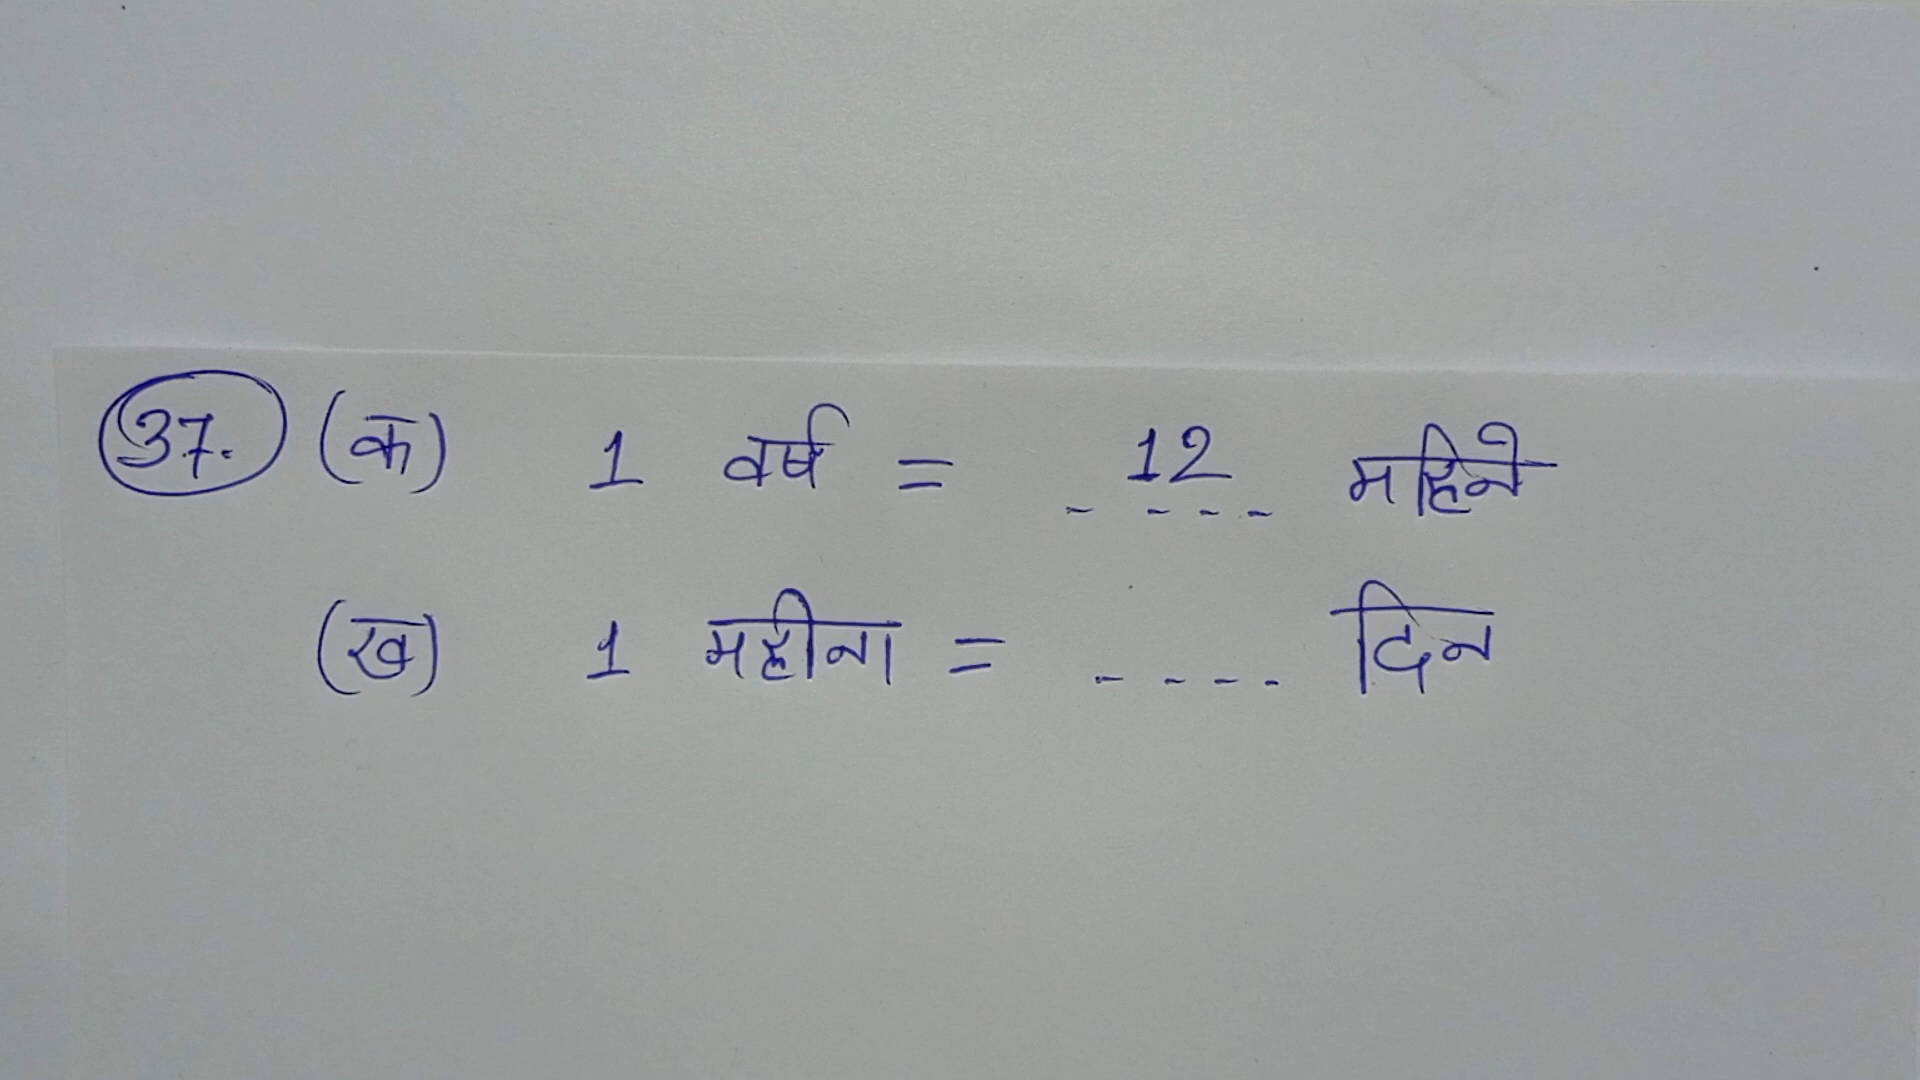 37. (क) 1 वर्ष = 12 महिने
(ख) 1 महीना = .... दिन